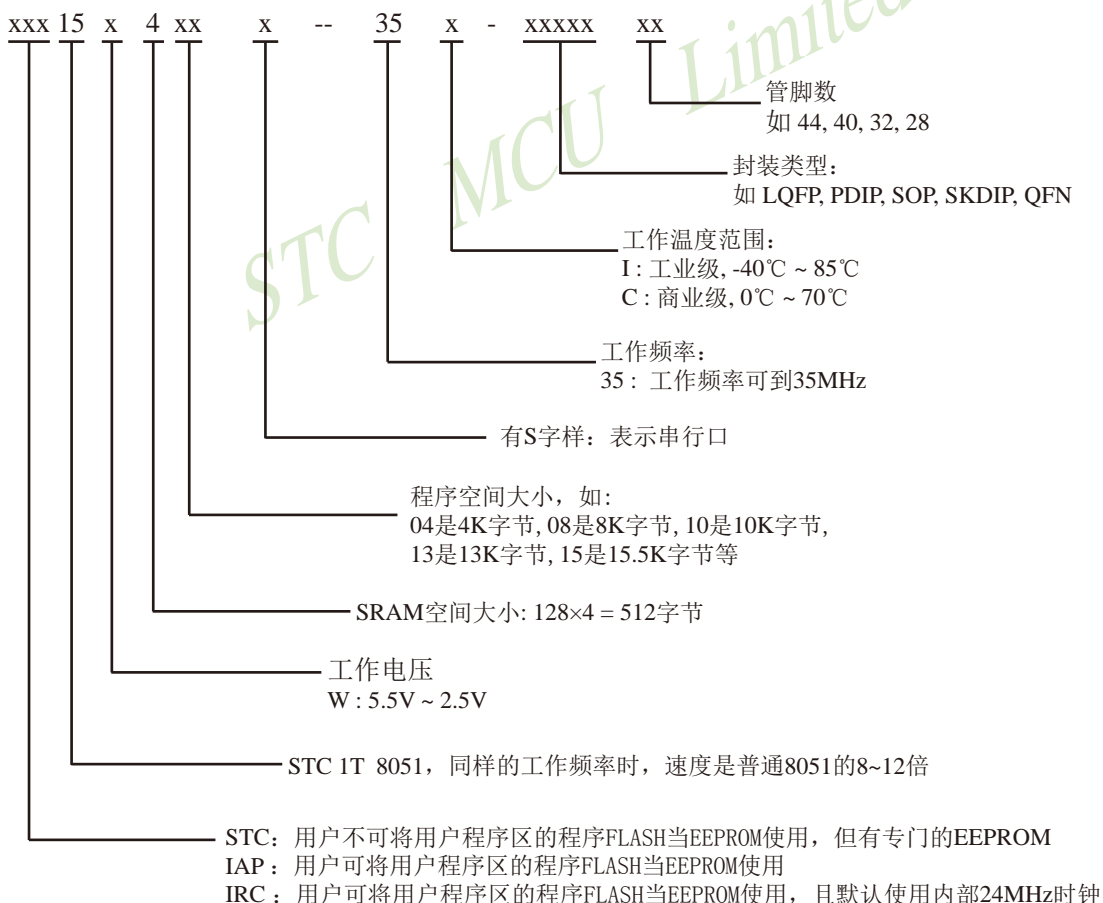 xxx 15 x 4 xx x -- 35 x - xxxxx xx
管脚数
如 44, 40, 32, 28
封装类型：
如 LQFP, PDIP, SOP, SKDIP, QFN
工作温度范围：
I : 工业级, -40℃ ~ 85℃
C : 商业级, 0℃ ~ 70℃
工作频率：
35 : 工作频率可到35MHz
有S字样：表示串行口
程序空间大小，如:
04是4K字节, 08是8K字节, 10是10K字节,
13是13K字节, 15是15.5K字节等
SRAM空间大小: 128×4 = 512字节
工作电压
W : 5.5V ~ 2.5V
STC 1T 8051，同样的工作频率时，速度是普通8051的8~12倍
STC：用户不可将用户程序区的程序FLASH当EEPROM使用，但有专门的EEPROM
IAP：用户可将用户程序区的程序FLASH当EEPROM使用
IRC：用户可将用户程序区的程序FLASH当EEPROM使用，且默认使用内部24MHz时钟
STC MCU Limited